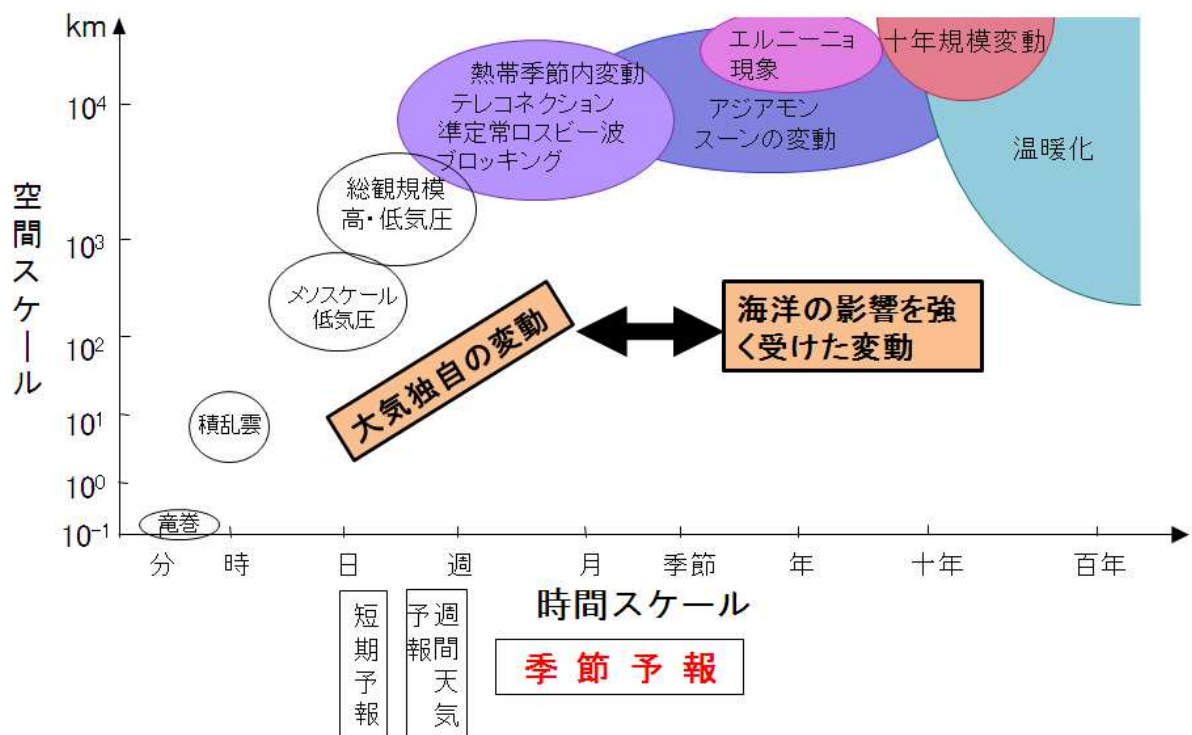 km
10⁴
10³
10²
10¹
10⁰
10⁻¹
空間スケール
熱帯季節内変動
テレコネクション
準定常ロスビー波
ブロッキング
エルニーニョ
現象
十年規模変動
アジアモン
スーンの変動
温暖化
総観規模
高・低気圧
メソスケール
低気圧
積乱雲
竜巻
大気独自の変動
海洋の影響を強
く受けた変動
分
時
日
週
月
季節
年
十年
百年
時間スケール
短期予報
週間天気
予報
季節予報